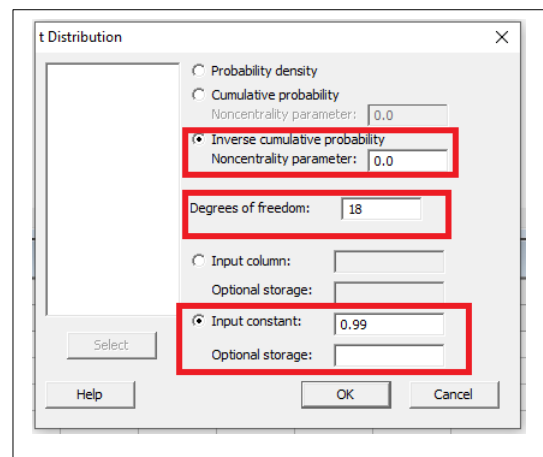 t Distribution
Probability density
Cumulative probability
Noncentrality parameter: 0.0
Inverse cumulative probability
Noncentrality parameter: 0.0
Degrees of freedom: 18
Input column:
Optional storage:
Input constant: 0.99
Optional storage:
Select
Help OK Cancel